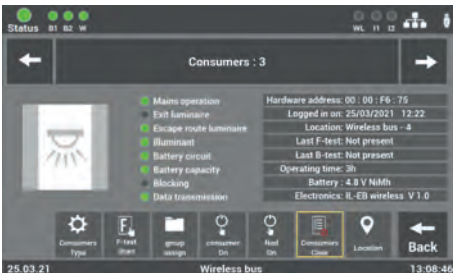 Status B1 B2 W WL I1 I2
Consumers : 3
Mains operation
Exit luminaire
Escape route luminaire
Illuminant
Battery circuit
Battery capacity
Blocking
Data transmission
Hardware address: 00 : 00 : F6 : 75
Logged in on: 25/03/2021 12:22
Location: Wireless bus - 4
Last F-test: Not present
Last B-test: Not present
Operating time: 3h
Battery : 4.8 V NiMh
Electronics: IL-EB wireless V 1.0
Consumers Type
F-test Start
group assign
consumer On
Nod On
Consumers Clear
Location
Back
25.03.21 Wireless bus 13:08:46